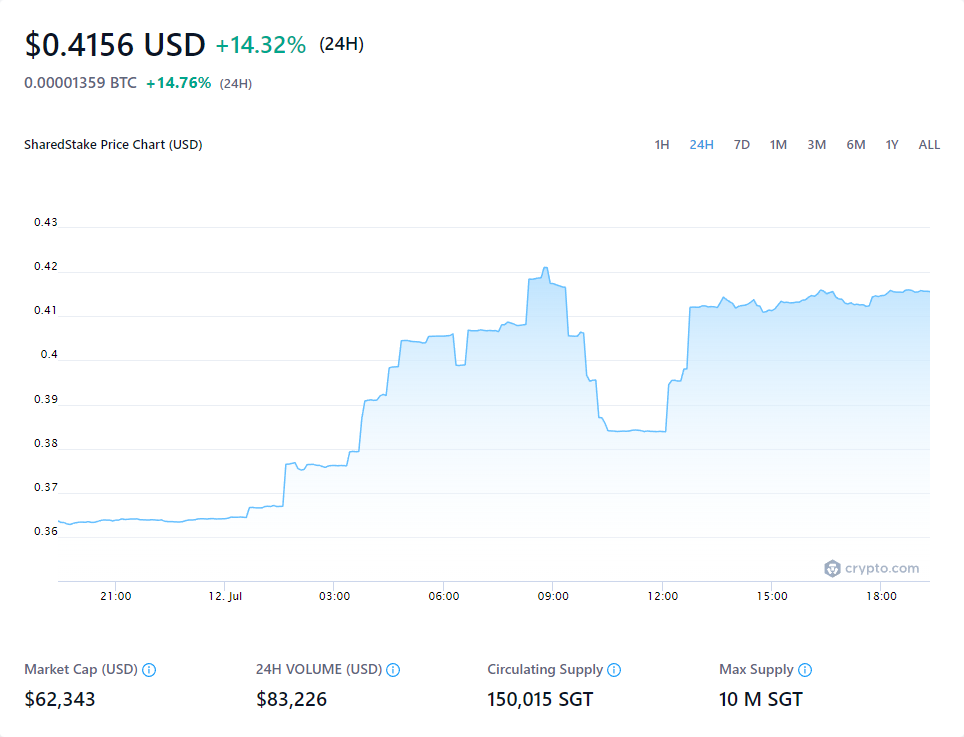 $0.4156 USD +14.32% (24H)
0.00001359 BTC +14.76% (24H)
SharedStake Price Chart (USD) 1H 24H 7D 1M 3M 6M 1Y ALL
0.43
0.42
0.41
0.4
0.39
0.38
0.37
0.36
crypto.com
21:00 12. Jul 03:00 06:00 09:00 12:00 15:00 18:00
Market Cap (USD) 24H VOLUME (USD) Circulating Supply Max Supply
$62,343 $83,226 150,015 SGT 10 M SGT